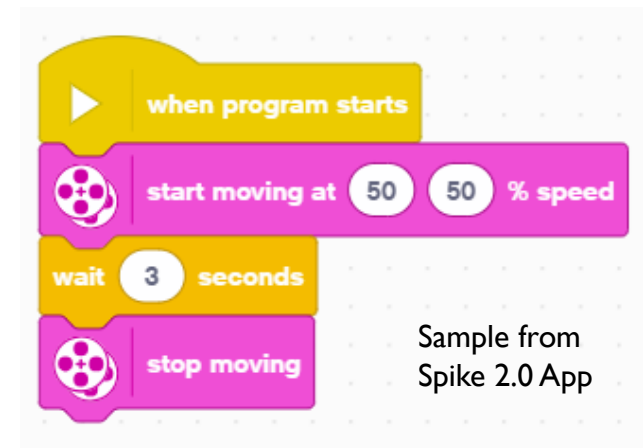 when program starts
start moving at 50 50 % speed
wait 3 seconds
stop moving
Sample from
Spike 2.0 App